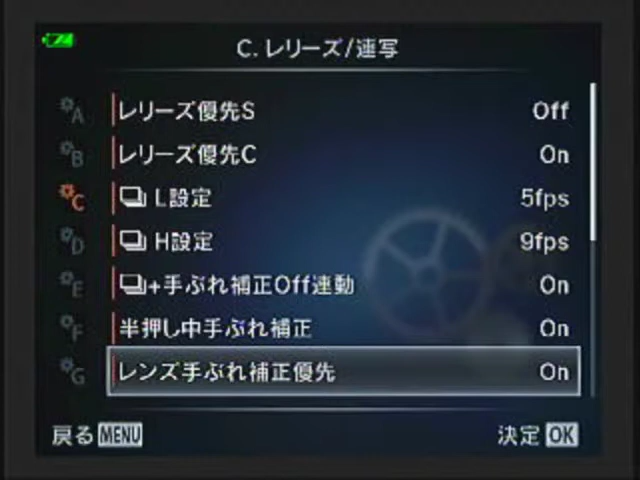 C. レリーズ/連写
A
レリーズ優先S Off
B
レリーズ優先C On
C
L設定 5fps
D
H設定 9fps
E
+手ぶれ補正Off連動 On
F
半押し中手ぶれ補正 On
G
レンズ手ぶれ補正優先 On
戻る MENU 決定 OK